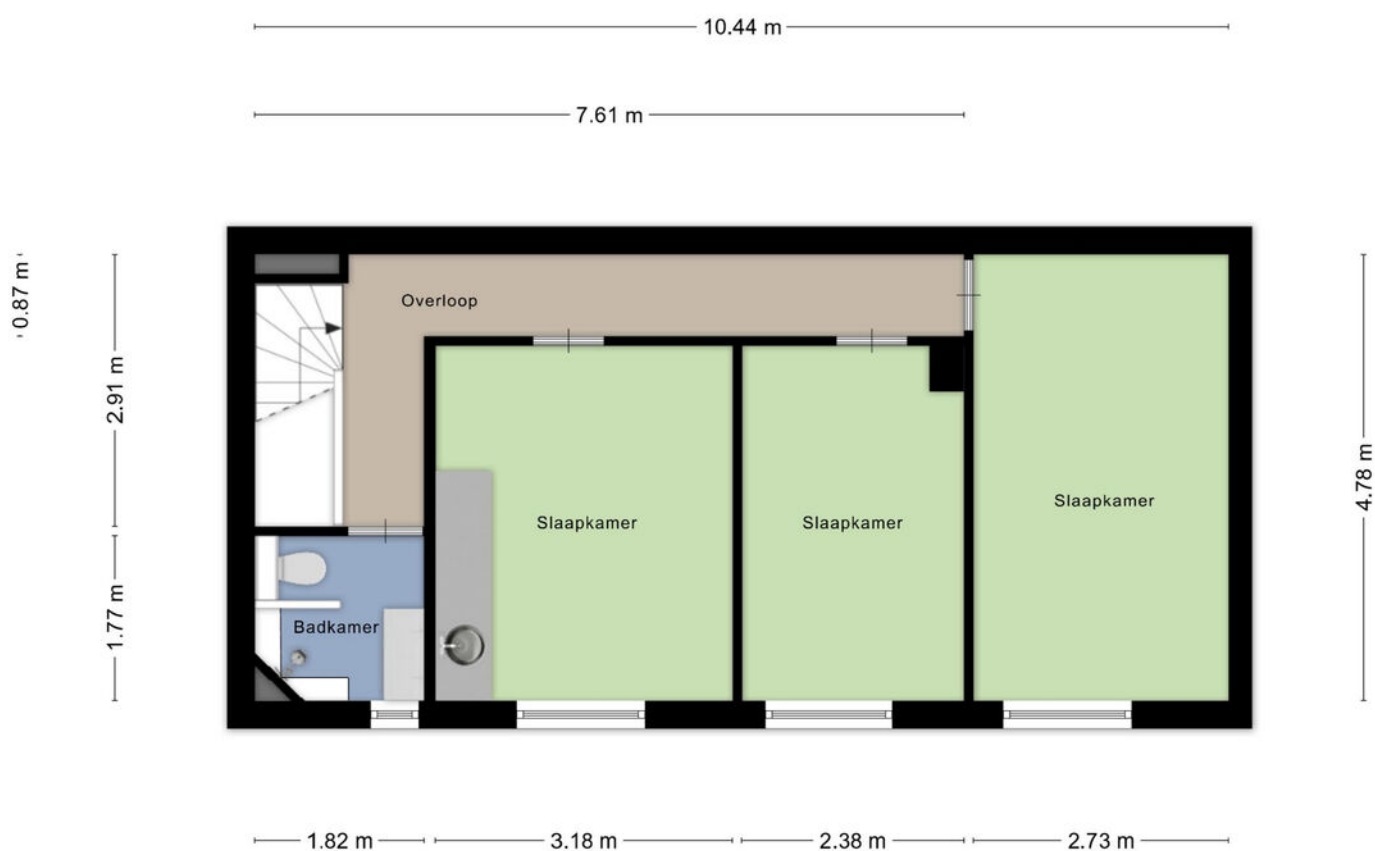 10.44 m
7.61 m
0.87 m
2.91 m
1.77 m
4.78 m
Overloop
Slaapkamer
Slaapkamer
Slaapkamer
Badkamer
1.82 m
3.18 m
2.38 m
2.73 m